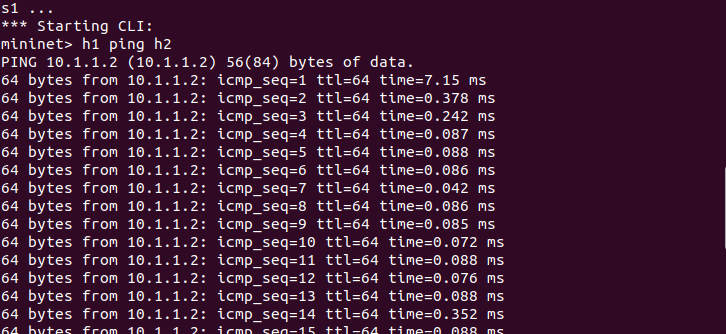 s1 ...
*** Starting CLI:
mininet> h1 ping h2
PING 10.1.1.2 (10.1.1.2) 56(84) bytes of data.
64 bytes from 10.1.1.2: icmp_seq=1 ttl=64 time=7.15 ms
64 bytes from 10.1.1.2: icmp_seq=2 ttl=64 time=0.378 ms
64 bytes from 10.1.1.2: icmp_seq=3 ttl=64 time=0.242 ms
64 bytes from 10.1.1.2: icmp_seq=4 ttl=64 time=0.087 ms
64 bytes from 10.1.1.2: icmp_seq=5 ttl=64 time=0.088 ms
64 bytes from 10.1.1.2: icmp_seq=6 ttl=64 time=0.086 ms
64 bytes from 10.1.1.2: icmp_seq=7 ttl=64 time=0.042 ms
64 bytes from 10.1.1.2: icmp_seq=8 ttl=64 time=0.086 ms
64 bytes from 10.1.1.2: icmp_seq=9 ttl=64 time=0.085 ms
64 bytes from 10.1.1.2: icmp_seq=10 ttl=64 time=0.072 ms
64 bytes from 10.1.1.2: icmp_seq=11 ttl=64 time=0.088 ms
64 bytes from 10.1.1.2: icmp_seq=12 ttl=64 time=0.076 ms
64 bytes from 10.1.1.2: icmp_seq=13 ttl=64 time=0.088 ms
64 bytes from 10.1.1.2: icmp_seq=14 ttl=64 time=0.352 ms
64 bytes from 10.1.1.2: icmp_seq=15 ttl=64 time=0.088 ms